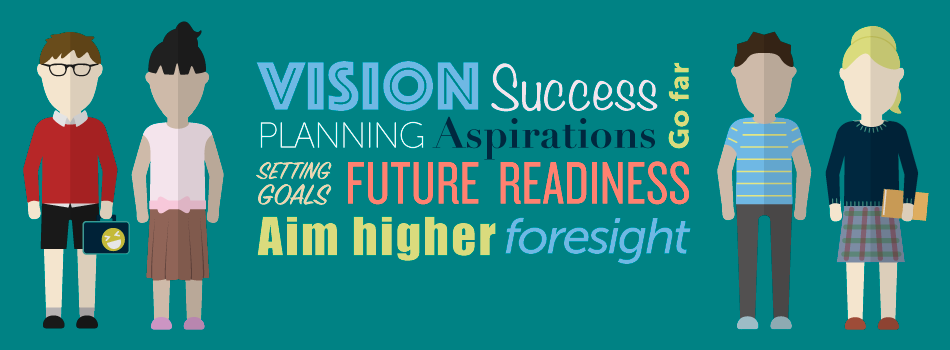 VISION Success
Go far
PLANNING Aspirations
SETTING GOALS
FUTURE READINESS
Aim higher foresight